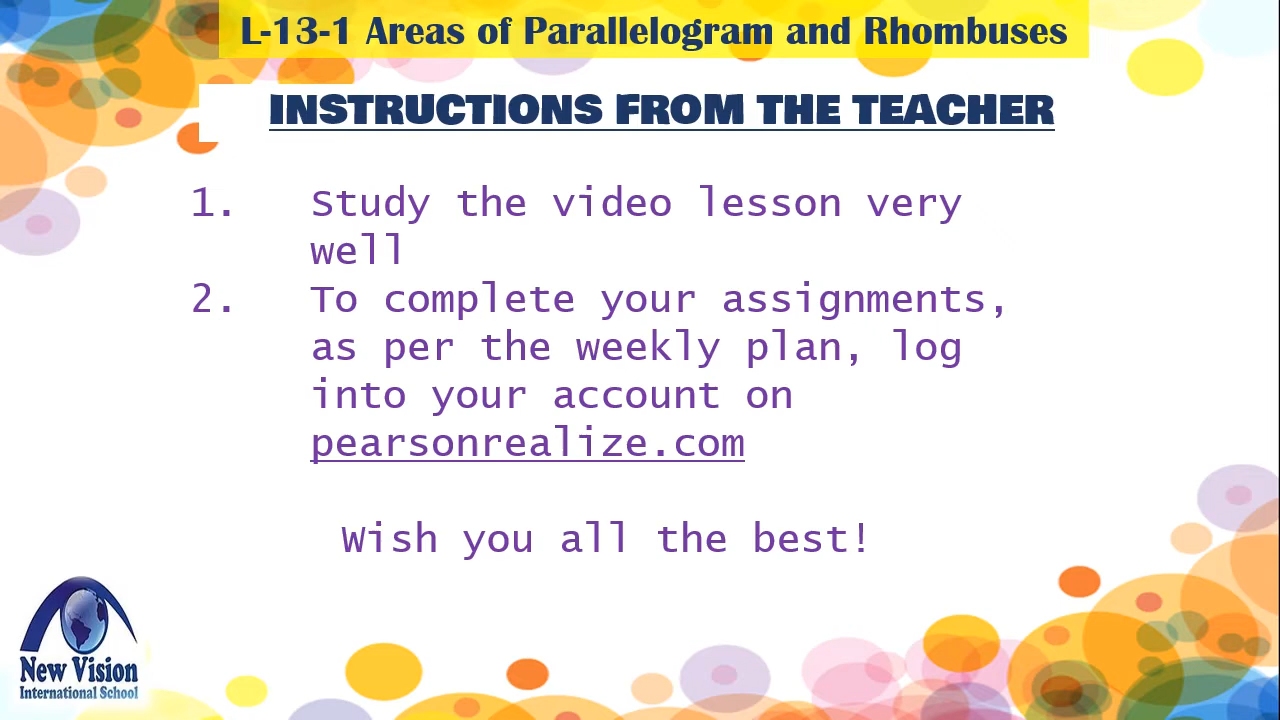 L-13-1 Areas of Parallelogram and Rhombuses
INSTRUCTIONS FROM THE TEACHER
1. Study the video lesson very
well
2. To complete your assignments,
as per the weekly plan, log
into your account on
pearsonrealize.com
Wish you all the best!
New Vision
International School